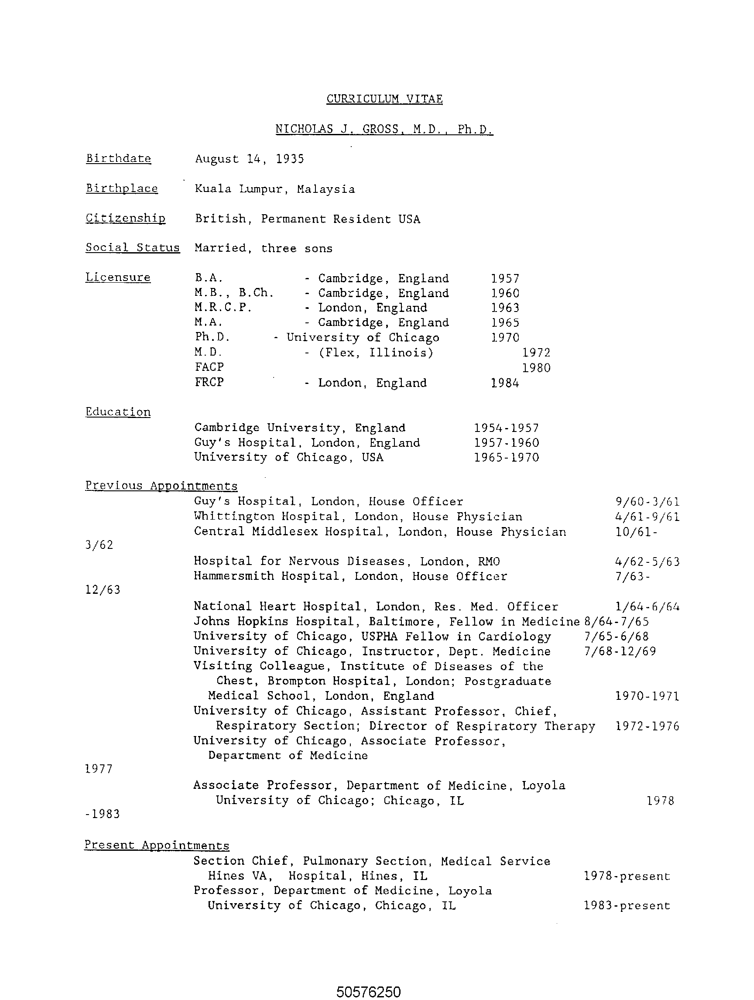 CURRICULUM VITAE
NICHOLAS J. GROSS, M.D., Ph.D.
Birthdate August 14, 1935
Birthplace Kuala Lumpur, Malaysia
Citizenship British, Permanent Resident USA
Social Status Married, three sons
Licensure B.A. - Cambridge, England 1957
M.B., B.Ch. - Cambridge, England 1960
M.R.C.P. - London, England 1963
M.A. - Cambridge, England 1965
Ph.D. - University of Chicago 1970
M.D. - (Flex, Illinois) 1972
FACP 1980
FRCP - London, England 1984
Education
Cambridge University, England 1954-1957
Guy's Hospital, London, England 1957-1960
University of Chicago, USA 1965-1970
Previous Appointments
Guy's Hospital, London, House Officer 9/60-3/61
Whittington Hospital, London, House Physician 4/61-9/61
Central Middlesex Hospital, London, House Physician 10/61-
3/62
Hospital for Nervous Diseases, London, RMO 4/62-5/63
Hammersmith Hospital, London, House Officer 7/63-
12/63
National Heart Hospital, London, Res. Med. Officer 1/64-6/64
Johns Hopkins Hospital, Baltimore, Fellow in Medicine 8/64-7/65
University of Chicago, USPHA Fellow in Cardiology 7/65-6/68
University of Chicago, Instructor, Dept. Medicine 7/68-12/69
Visiting Colleague, Institute of Diseases of the
Chest, Brompton Hospital, London; Postgraduate
Medical School, London, England 1970-1971
University of Chicago, Assistant Professor, Chief,
Respiratory Section; Director of Respiratory Therapy 1972-1976
University of Chicago, Associate Professor,
Department of Medicine
1977
Associate Professor, Department of Medicine, Loyola
University of Chicago; Chicago, IL 1978
-1983
Present Appointments
Section Chief, Pulmonary Section, Medical Service
Hines VA, Hospital, Hines, IL 1978-present
Professor, Department of Medicine, Loyola
University of Chicago, Chicago, IL 1983-present
50576250